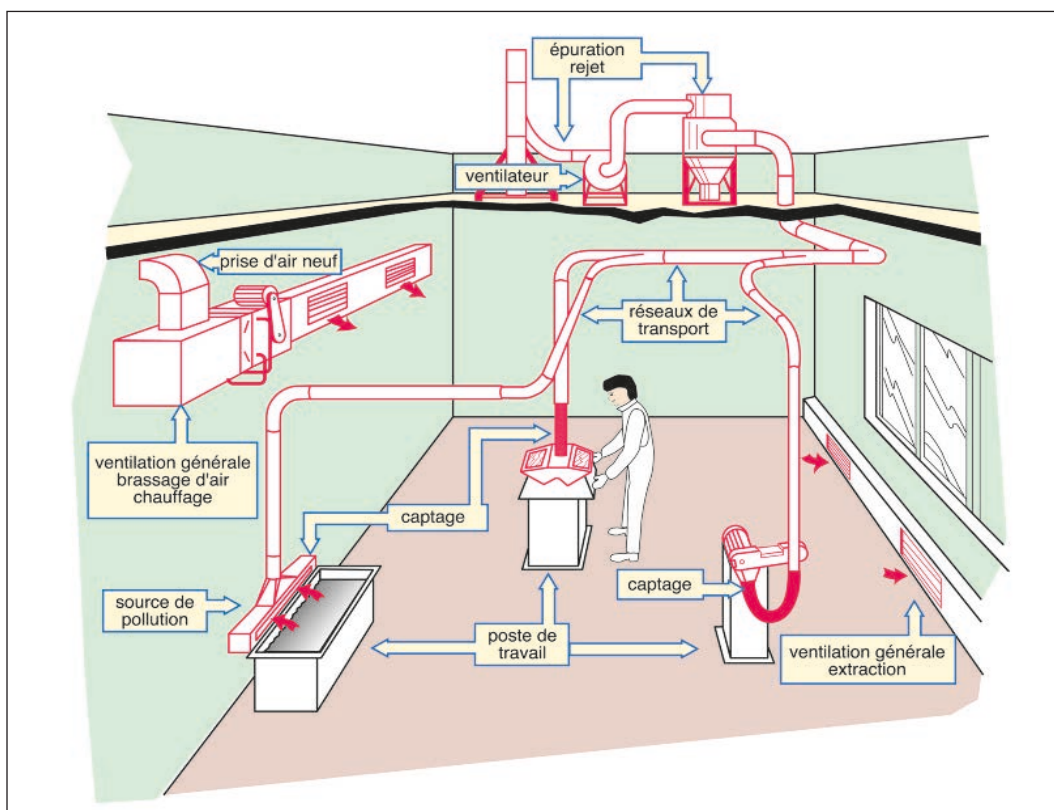 épuration
rejet
ventilateur
prise d'air neuf
réseaux de
transport
ventilation générale
brassage d'air
chauffage
captage
source de
pollution
captage
poste de
travail
ventilation générale
extraction